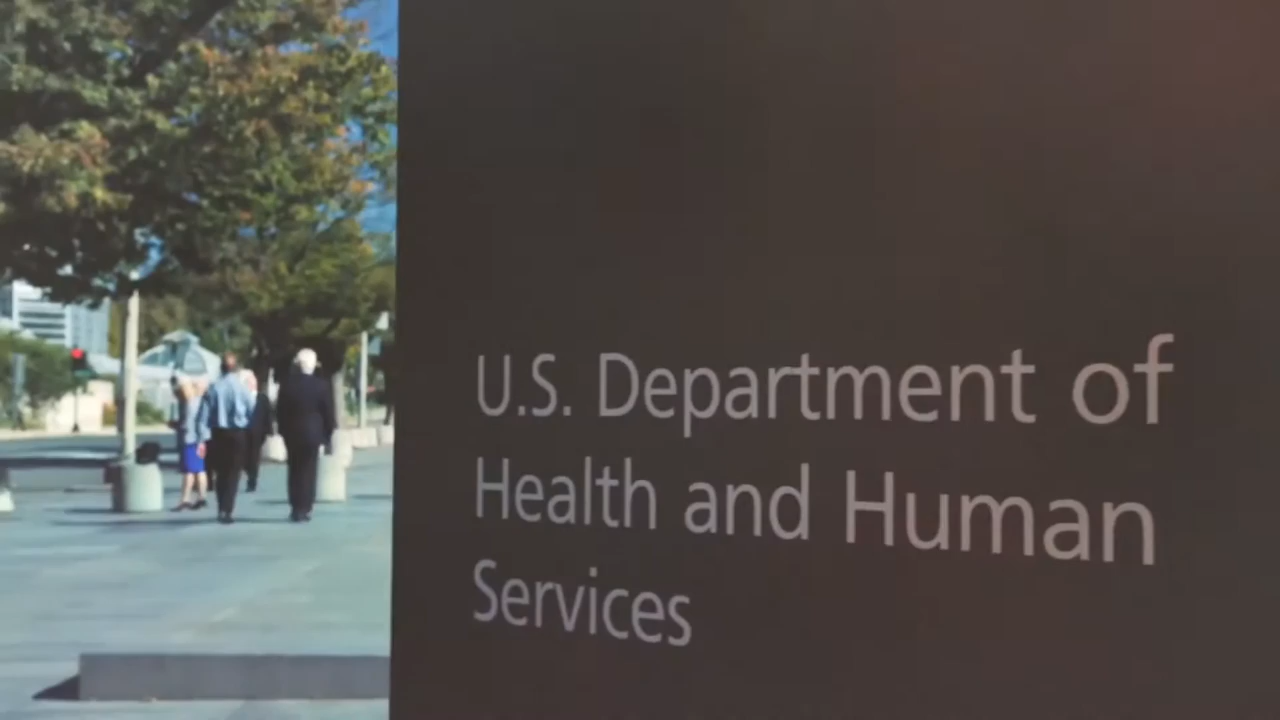 U.S. Department of
Health and Human
Services